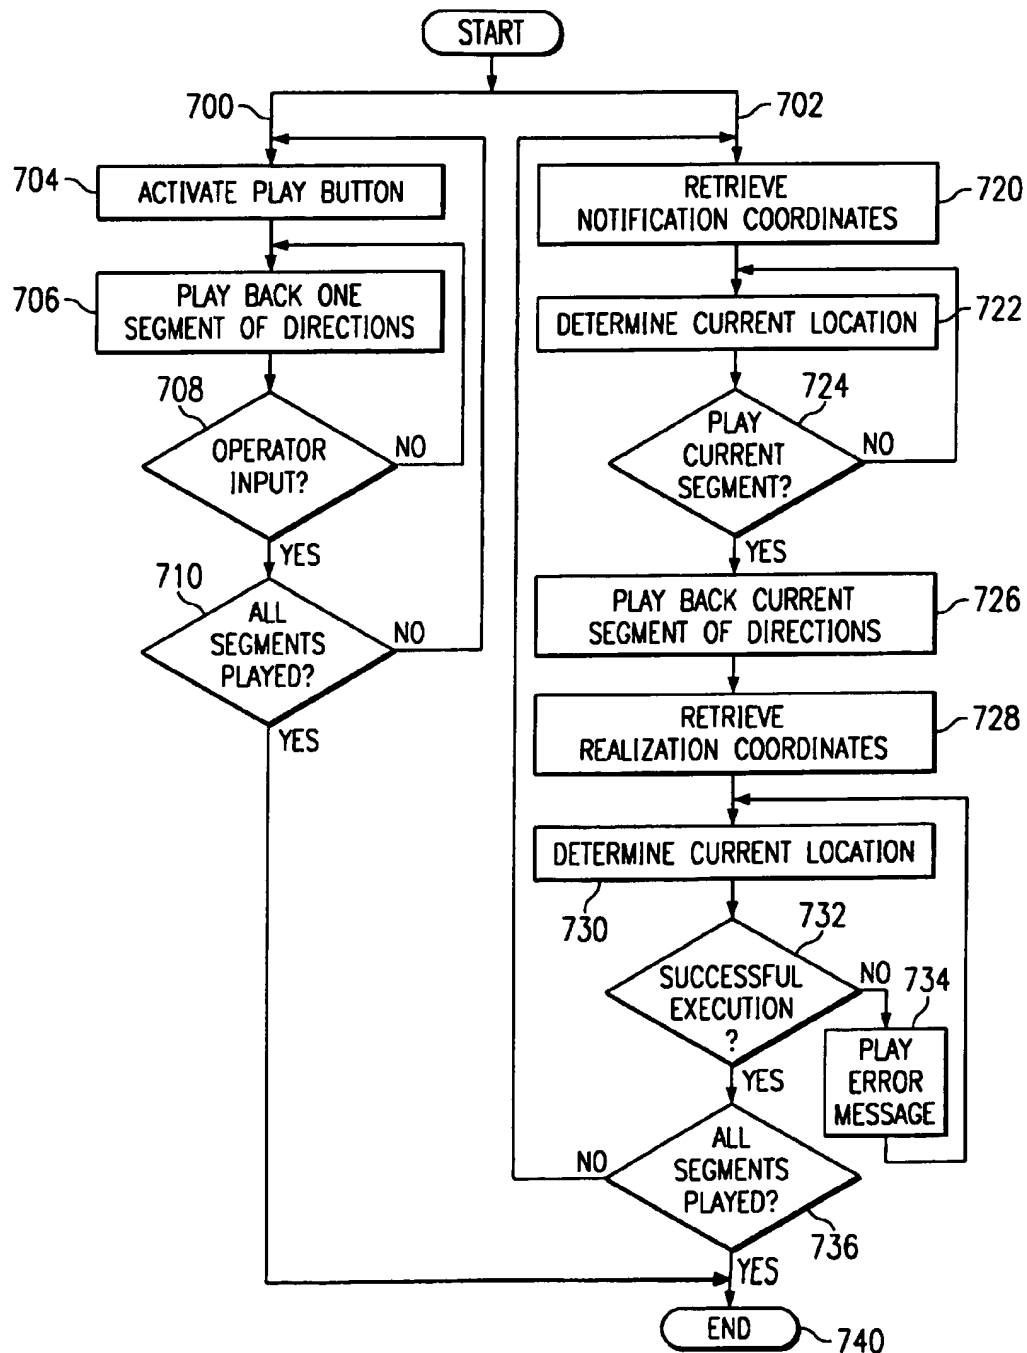 START
700
702
704
ACTIVATE PLAY BUTTON
706
PLAY BACK ONE
SEGMENT OF DIRECTIONS
708
OPERATOR
INPUT?
NO
YES
710
ALL
SEGMENTS
PLAYED?
NO
YES
RETRIEVE
NOTIFICATION COORDINATES
720
DETERMINE CURRENT LOCATION
722
724
PLAY
CURRENT
SEGMENT?
NO
YES
PLAY BACK CURRENT
SEGMENT OF DIRECTIONS
726
RETRIEVE
REALIZATION COORDINATES
728
DETERMINE CURRENT LOCATION
730
732
SUCCESSFUL
EXECUTION
?
NO
734
PLAY
ERROR
MESSAGE
YES
ALL
SEGMENTS
PLAYED?
NO
736
YES
END
740